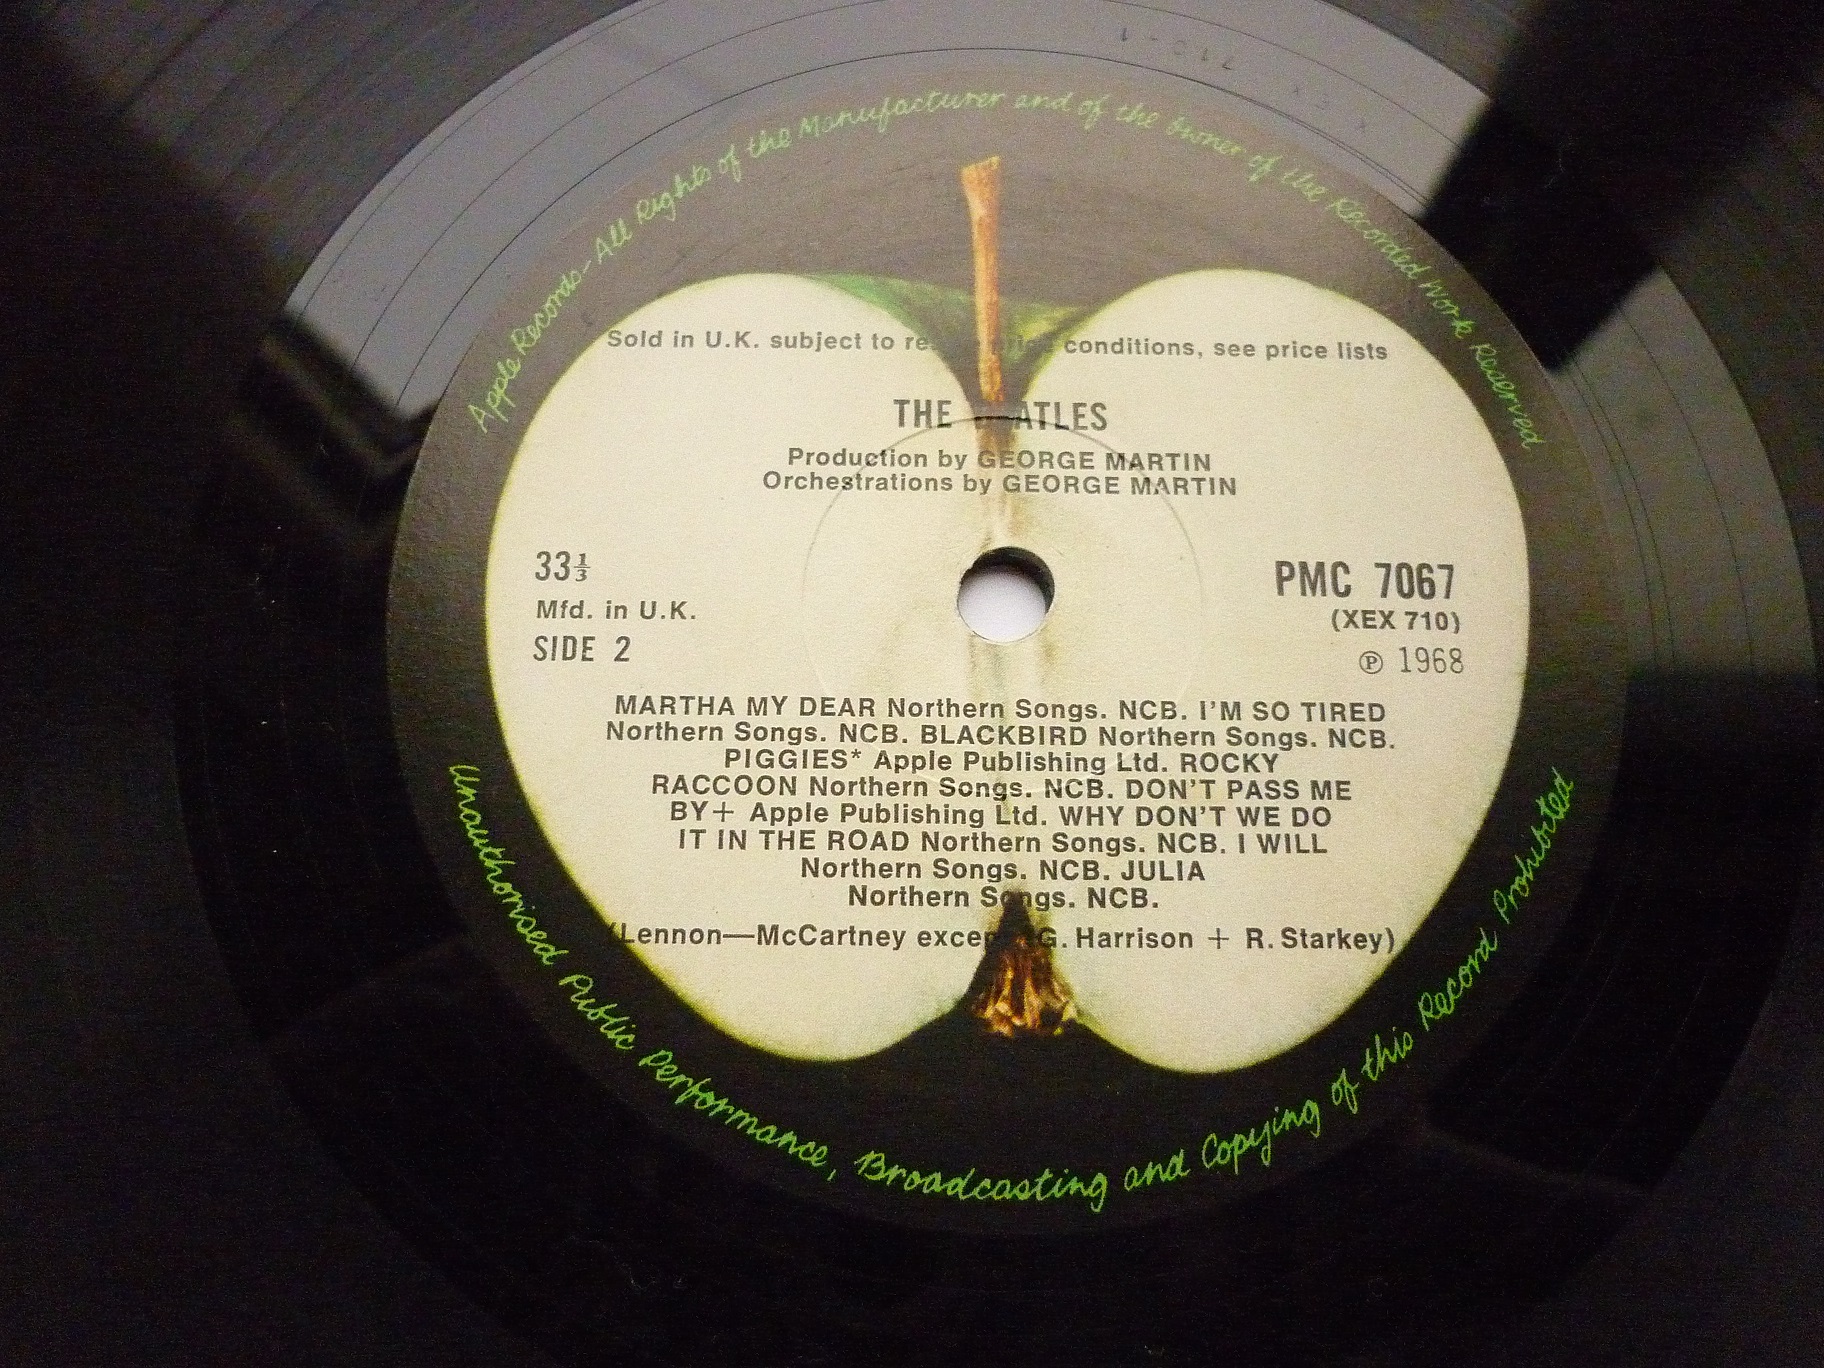 Apple Records - All Rights of the Manufacturer and of the owner of the Recorded Work Reserved
Sold in U.K. subject to conditions, see price lists
THE BEATLES
Production by GEORGE MARTIN
Orchestrations by GEORGE MARTIN
33⅓
Mfd. in U.K.
SIDE 2
PMC 7067
(XEX 710)
℗ 1968
MARTHA MY DEAR Northern Songs. NCB. I'M SO TIRED
Northern Songs. NCB. BLACKBIRD Northern Songs. NCB.
PIGGIES* Apple Publishing Ltd. ROCKY
RACCOON Northern Songs. NCB. DON'T PASS ME
BY+ Apple Publishing Ltd. WHY DON'T WE DO
IT IN THE ROAD Northern Songs. NCB. I WILL
Northern Songs. NCB. JULIA
Northern Songs. NCB.
(Lennon—McCartney except G. Harrison + R. Starkey)
Unauthorised Public Performance, Broadcasting and Copying of this Record Prohibited